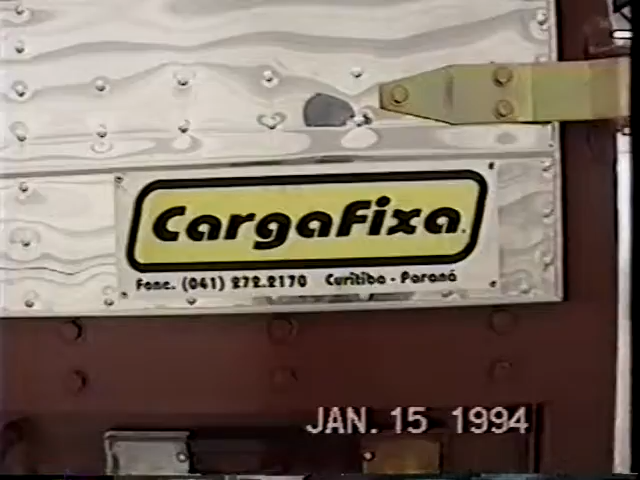 CargaFixa.
Fone. (041) 272.2170 Curitiba - Paraná
JAN. 15 1994